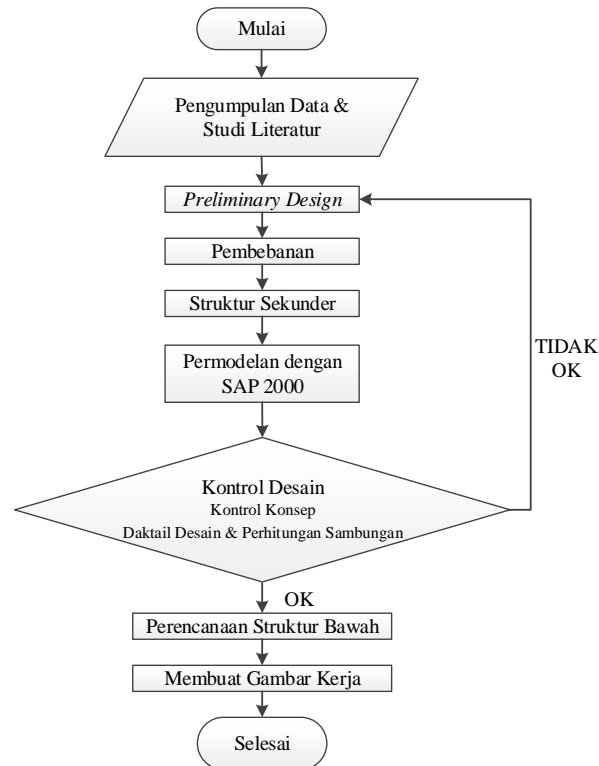 Mulai
Pengumpulan Data &
Studi Literatur
Preliminary Design
Pembebanan
Struktur Sekunder
Permodelan dengan
SAP 2000
TIDAK
OK
Kontrol Desain
Kontrol Konsep
Daktail Desain & Perhitungan Sambungan
OK
Perencanaan Struktur Bawah
Membuat Gambar Kerja
Selesai